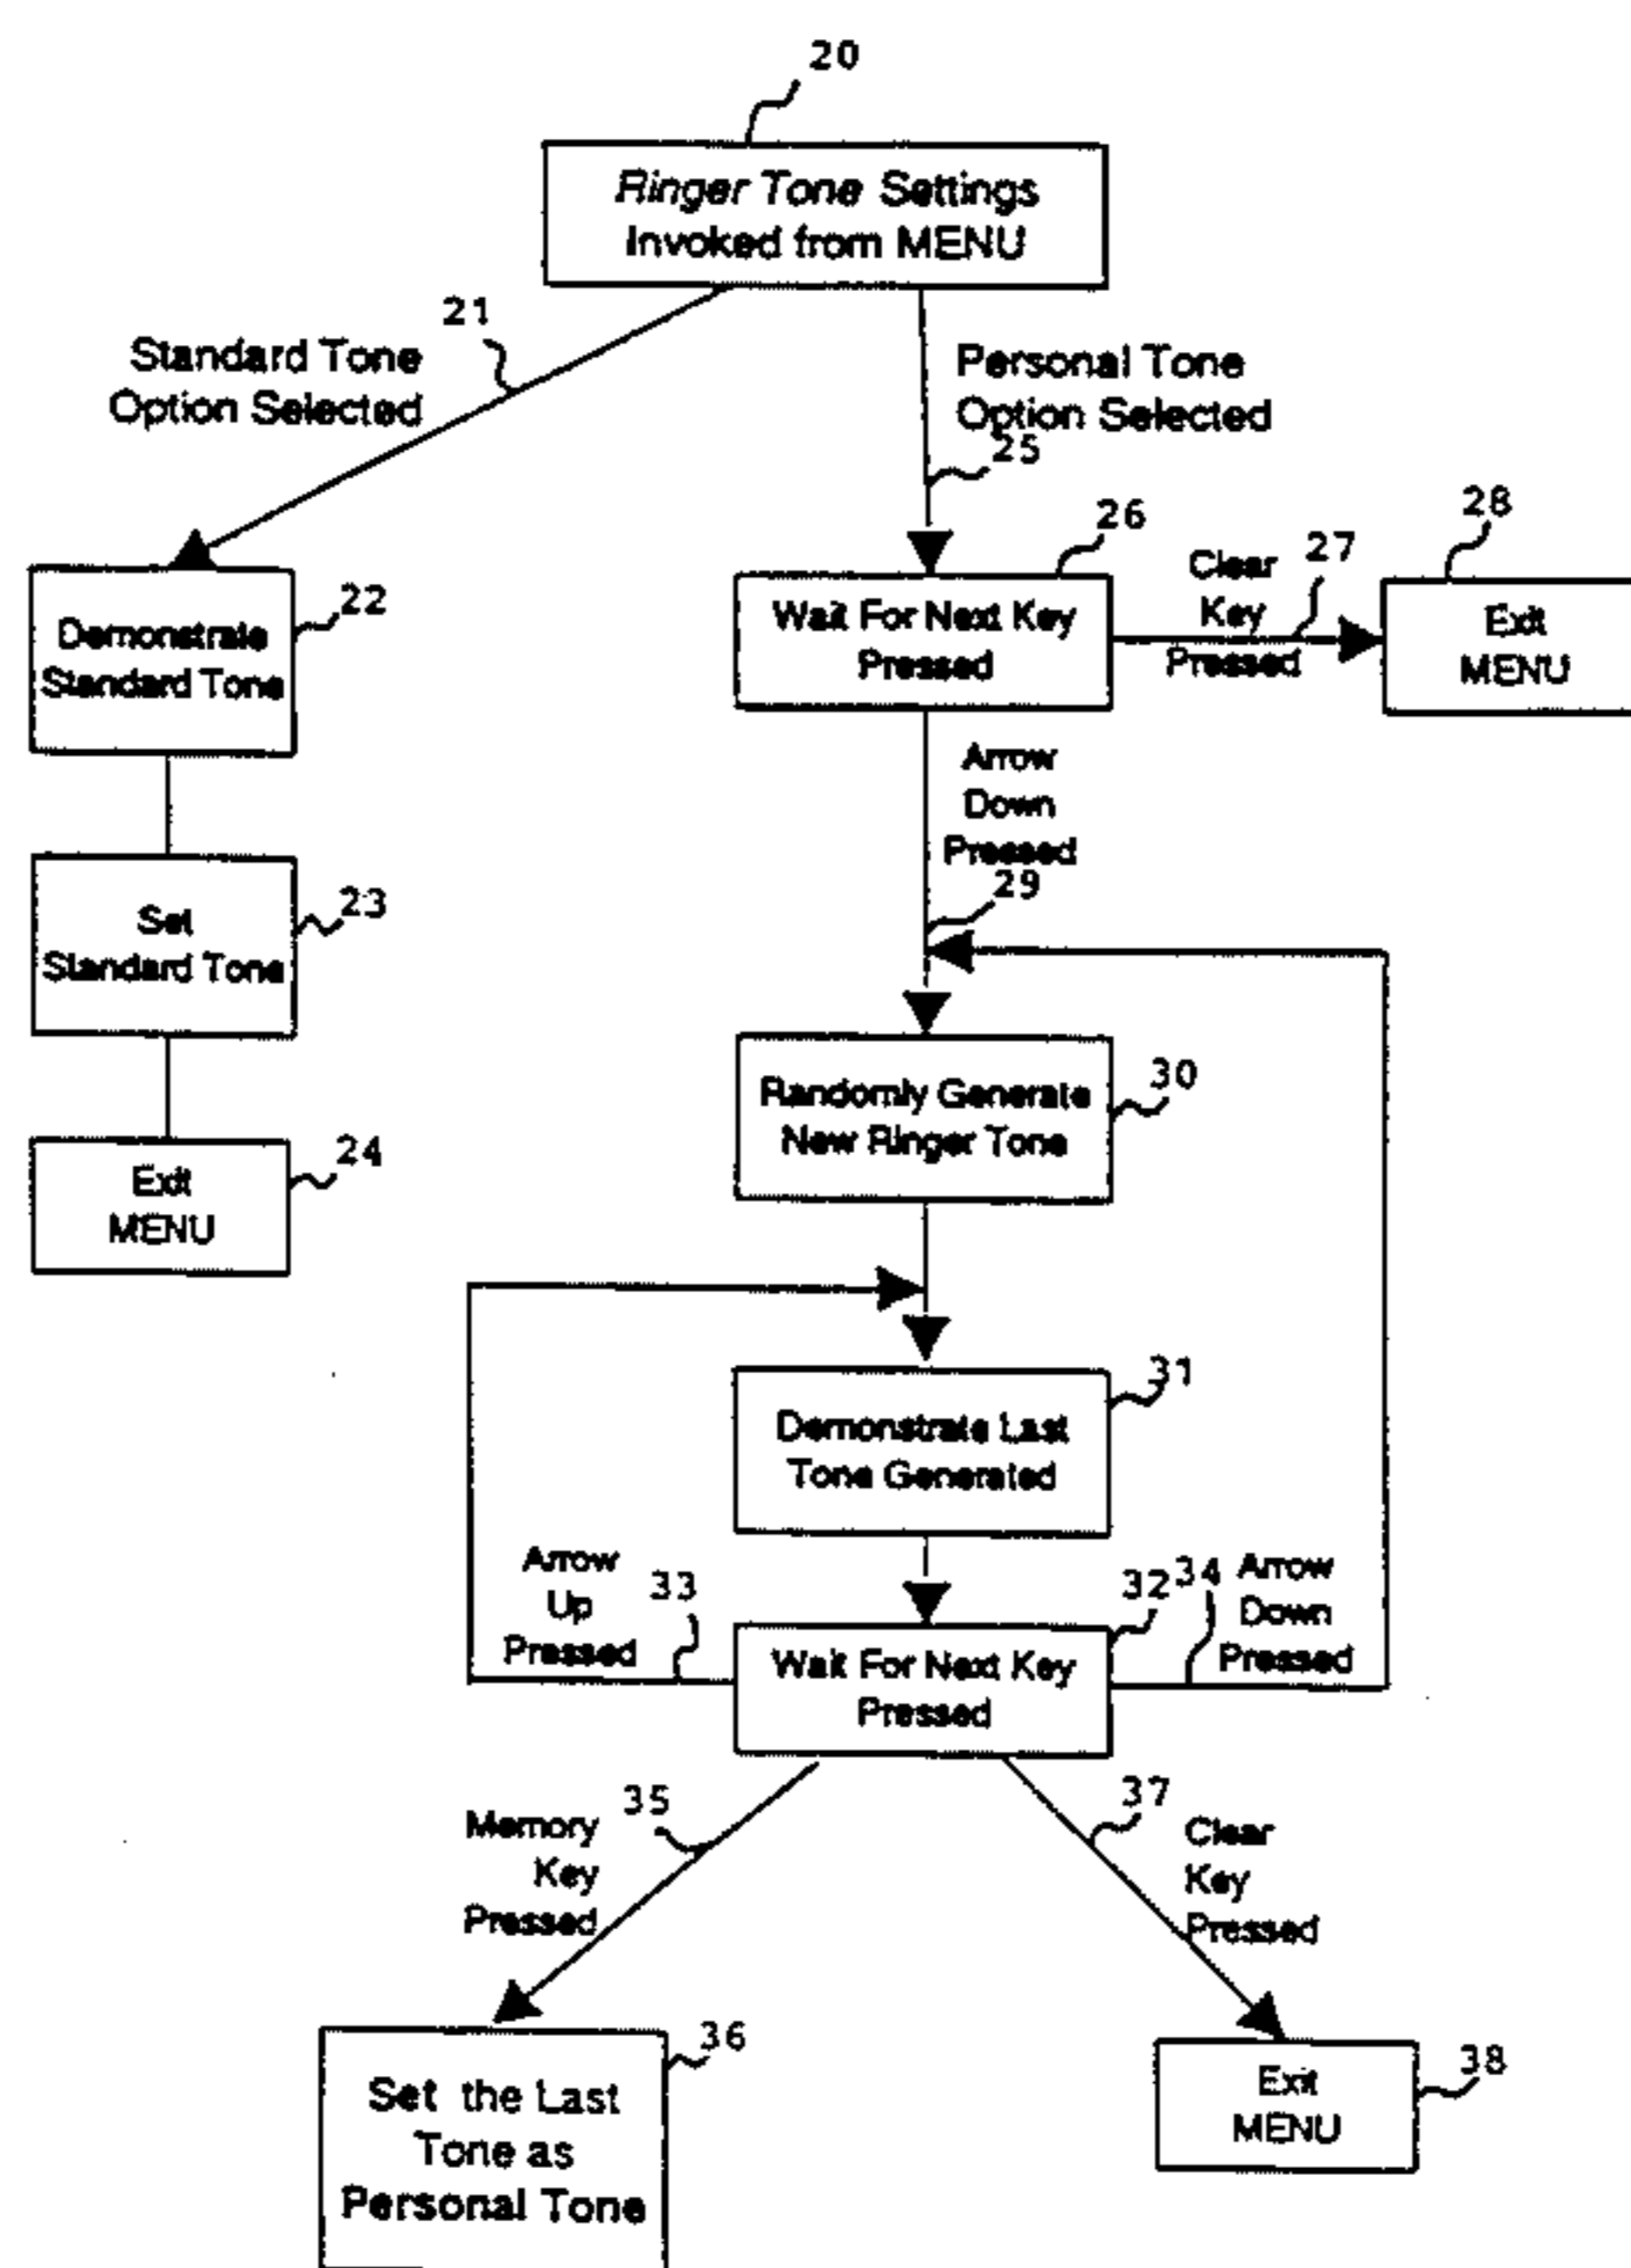 20
Ringer Tone Settings
Invoked from MENU
21
Standard Tone
Option Selected
Personal Tone
Option Selected
25
26
Clear
Key
Pressed
27
28
Demonstrate
Standard Tone
22
Wait For Next Key
Pressed
Exit
MENU
Arrow
Down
Pressed
29
Set
Standard Tone
23
Randomly Generate
New Ringer Tone
30
Exit
MENU
24
Demonstrate Last
Tone Generated
31
Arrow
Up
Pressed
33
32
34
Arrow
Down
Pressed
Wait For Next Key
Pressed
Memory
Key
Pressed
35
37
Clear
Key
Pressed
Set the Last
Tone as
Personal Tone
36
Exit
MENU
38